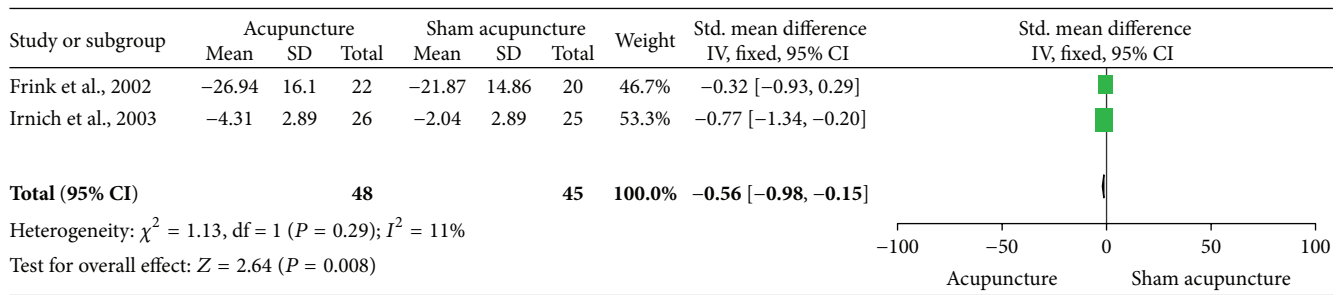 Study or subgroup Acupuncture Sham acupuncture Weight Std. mean difference Std. mean difference
Mean SD Total Mean SD Total IV, fixed, 95% CI IV, fixed, 95% CI
Frink et al., 2002 −26.94 16.1 22 −21.87 14.86 20 46.7% −0.32 [−0.93, 0.29]
Irnich et al., 2003 −4.31 2.89 26 −2.04 2.89 25 53.3% −0.77 [−1.34, −0.20]
Total (95% CI) 48 45 100.0% −0.56 [−0.98, −0.15]
Heterogeneity: χ² = 1.13, df = 1 (P = 0.29); I² = 11%
Test for overall effect: Z = 2.64 (P = 0.008)
−100 −50 0 50 100
Acupuncture Sham acupuncture